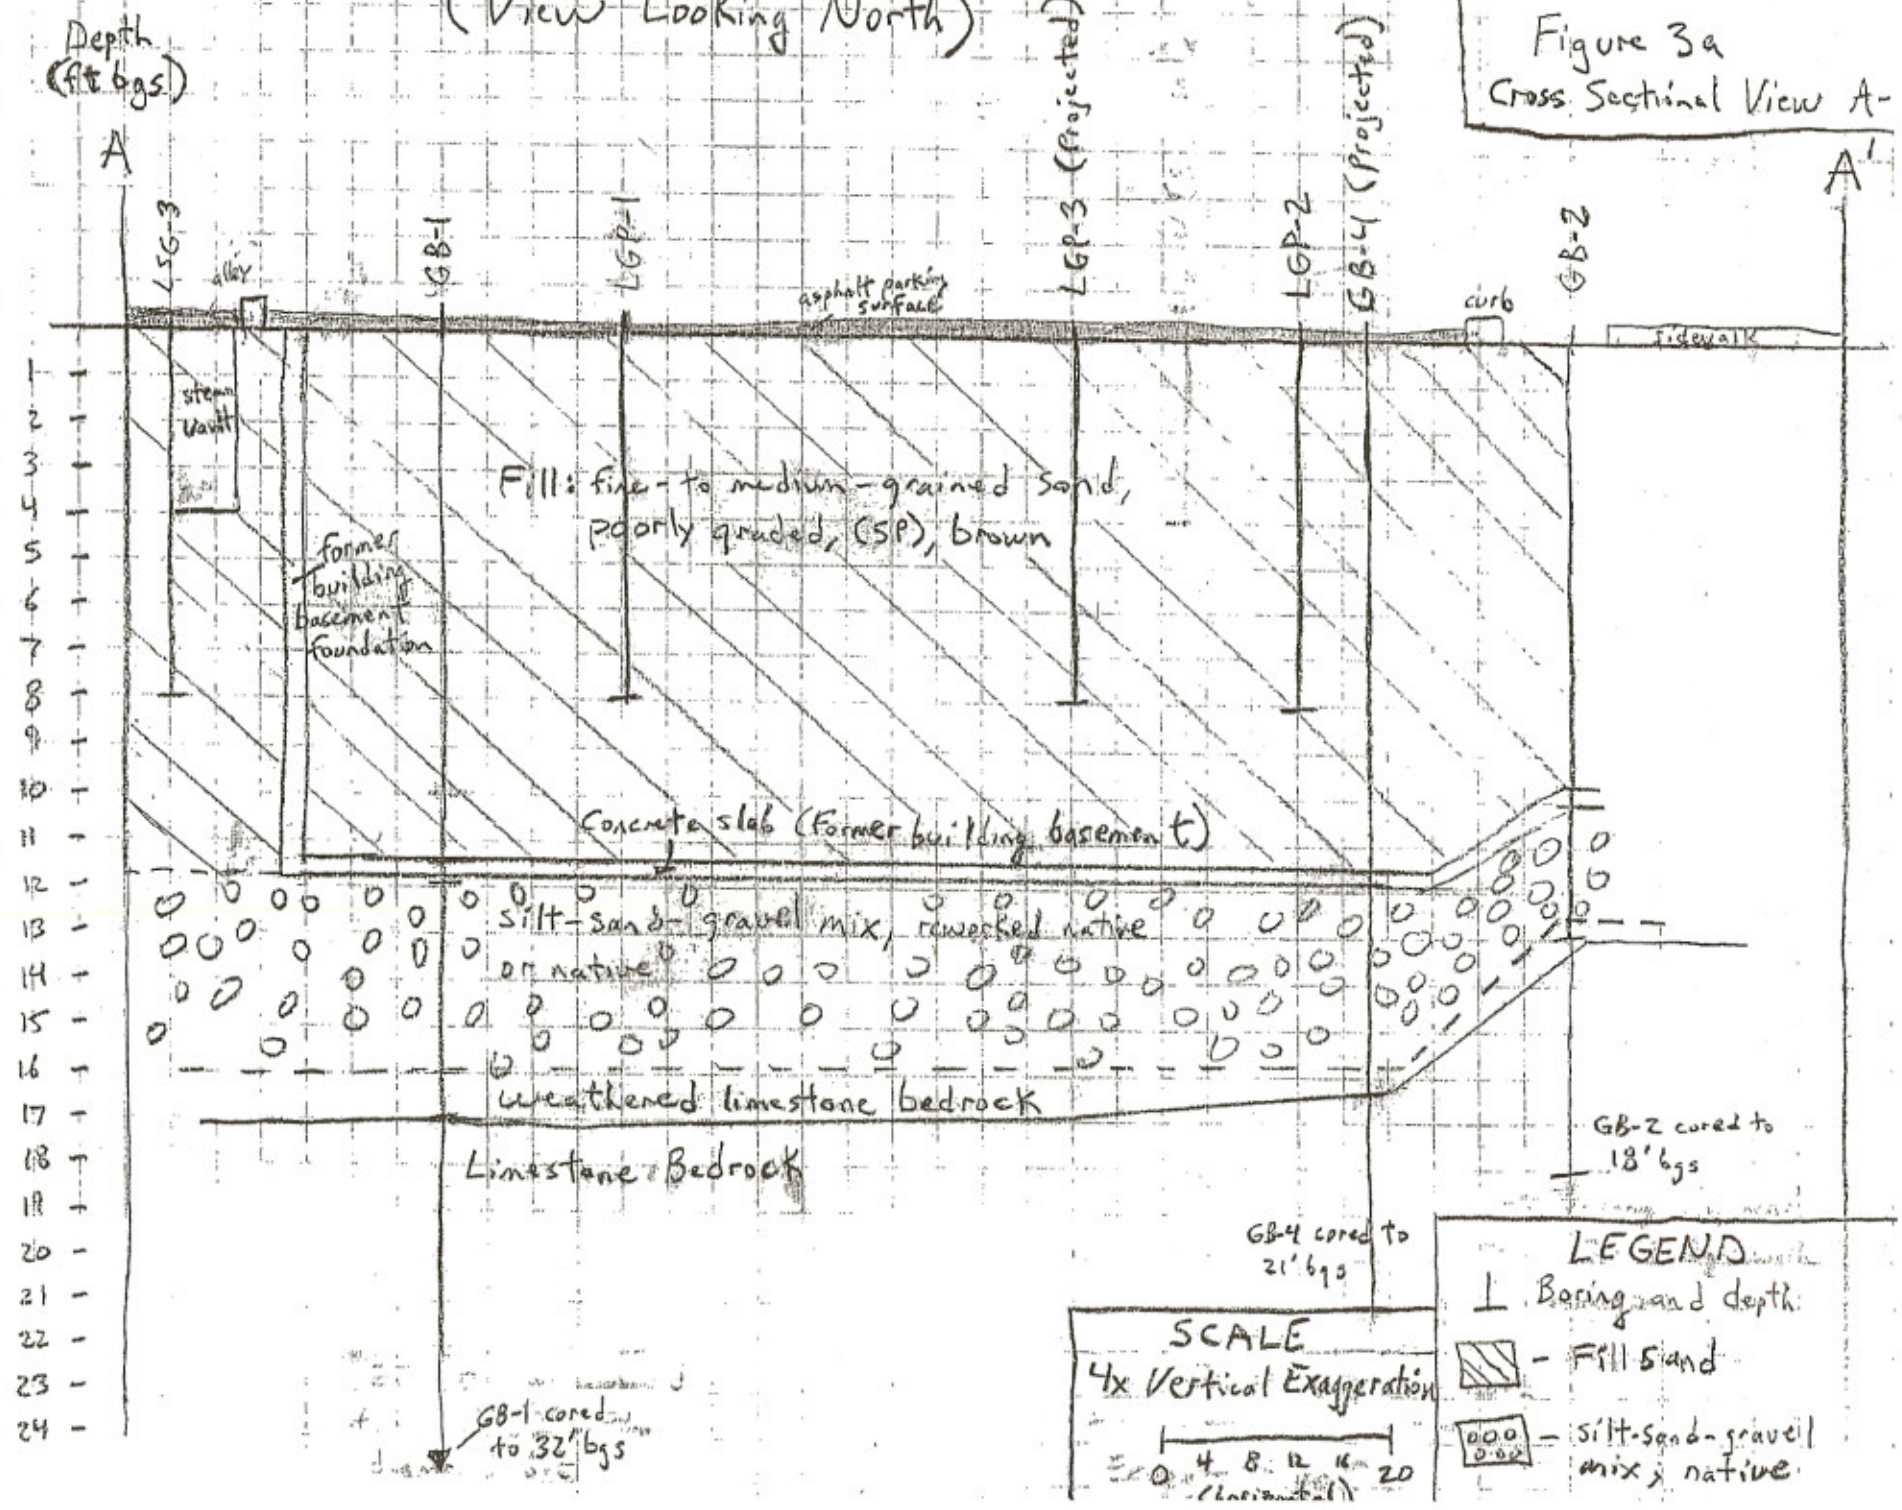 (View Looking North)
Figure 3a
Cross Sectional View A-
Depth
(ft bgs)
A
A'
LSG-3
alley
GB-1
LGP-1
asphalt parking
surface
LGP-3 (Projected)
LGP-2
GB-4 (Projected)
curb
GB-2
sidewalk
1
2
3
4
5
6
7
8
9
10
11
12
13
14
15
16
17
18
19
20
21
22
23
24
steam
vault
Fill: fine- to medium-grained sand,
poorly graded, (SP), brown
former
building
basement
foundation
Concrete slab (former building basement)
silt-sand-gravel mix, reworked native
or native
weathered limestone bedrock
Limestone Bedrock
GB-2 cored to
18' bgs
GB-4 cored to
21' bgs
GB-1 cored
to 32' bgs
SCALE
4x Vertical Exaggeration
0 4 8 12 16 20
(horizontal)
LEGEND
Boring and depth
- Fill Sand
- silt-sand-gravel
mix, native